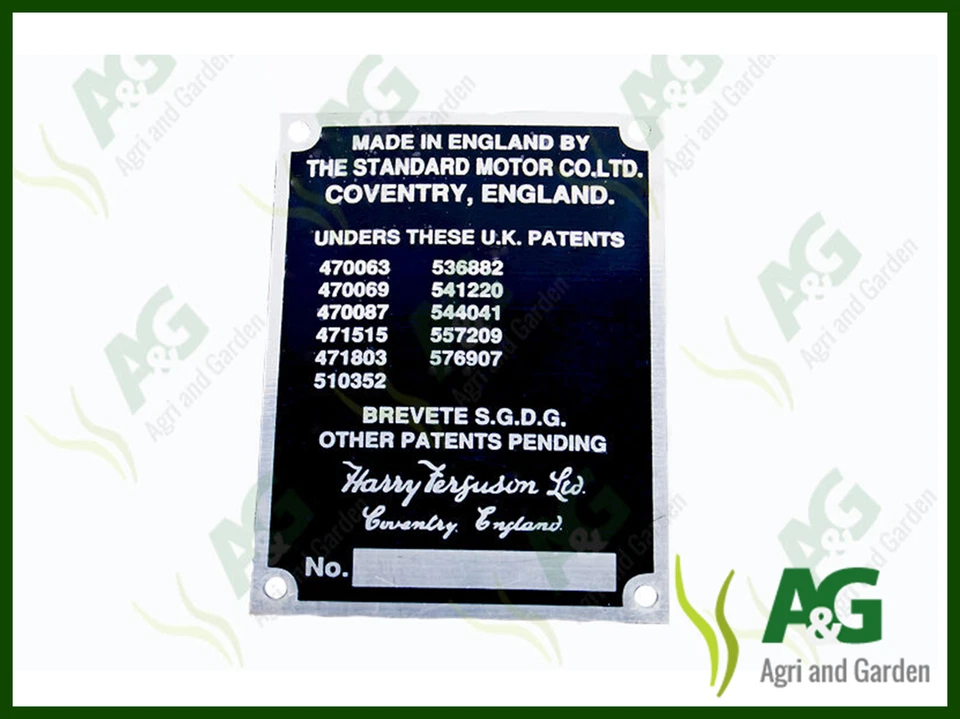 MADE IN ENGLAND BY
THE STANDARD MOTOR CO.LTD.
COVENTRY, ENGLAND.
UNDERS THESE U.K. PATENTS
470063 536882
470069 541220
470087 544041
471515 557209
471803 576907
510352
BREVETE S.G.D.G.
OTHER PATENTS PENDING
Harry Ferguson Ltd.
Coventry. England.
No.
A&G
Agri and Garden